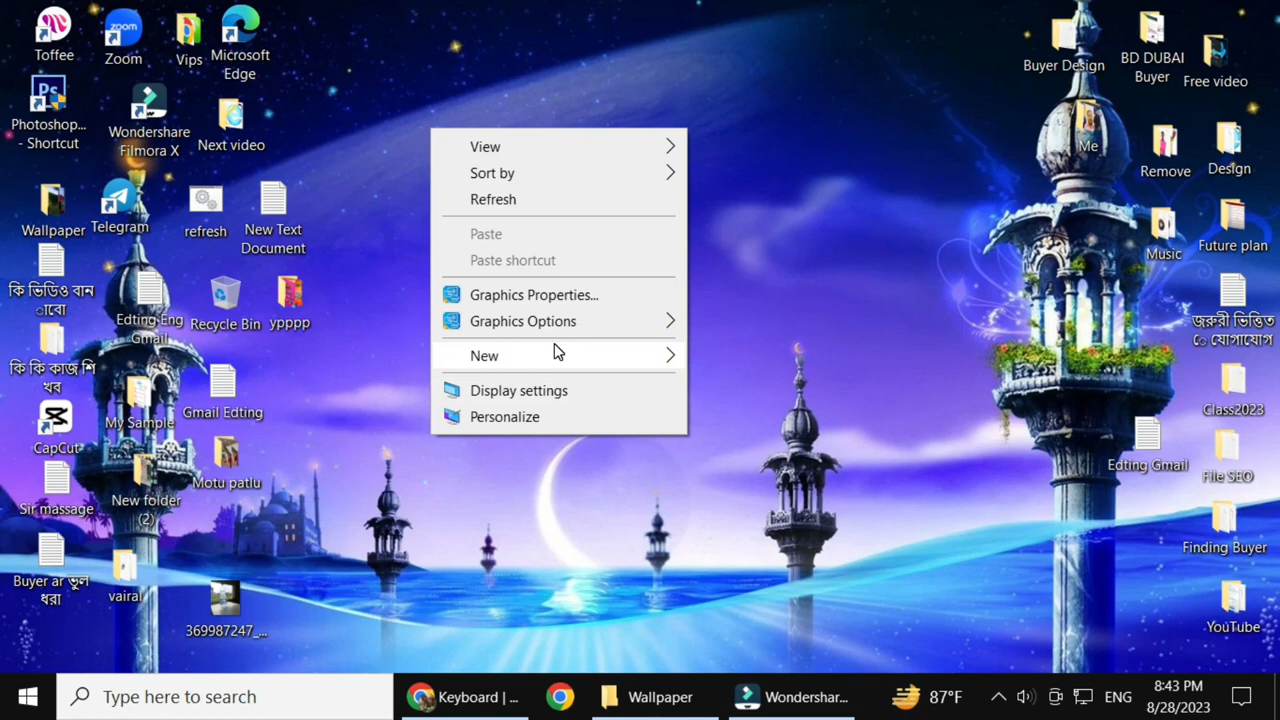 Toffee
Zoom
Vips
Microsoft
Edge
Photoshop...
- Shortcut
Wondershare
Filmora X
Next video
Wallpaper
Telegram
refresh
New Text
Document
কি ভিডিও বান
াবো
Edting Eng
Gmail
Recycle Bin
ypppp
কি কি কাজ শি
খব
My Sample
Gmail Edting
CapCut
Sir massage
New folder
(2)
Motu patlu
Buyer ar ভুল
ধরা
vairal
369987247_...
View
Sort by
Refresh
Paste
Paste shortcut
Graphics Properties...
Graphics Options
New
Display settings
Personalize
Buyer Design
BD DUBAI
Buyer
Free video
Me
Remove
Design
Music
Future plan
জরুরী ভিত্তিত
ে যোগাযোগ
Class2023
Edting Gmail
File SEO
Finding Buyer
YouTube
Type here to search
Keyboard | ...
Wallpaper
Wondershar...
87°F
ENG
8:43 PM
8/28/2023